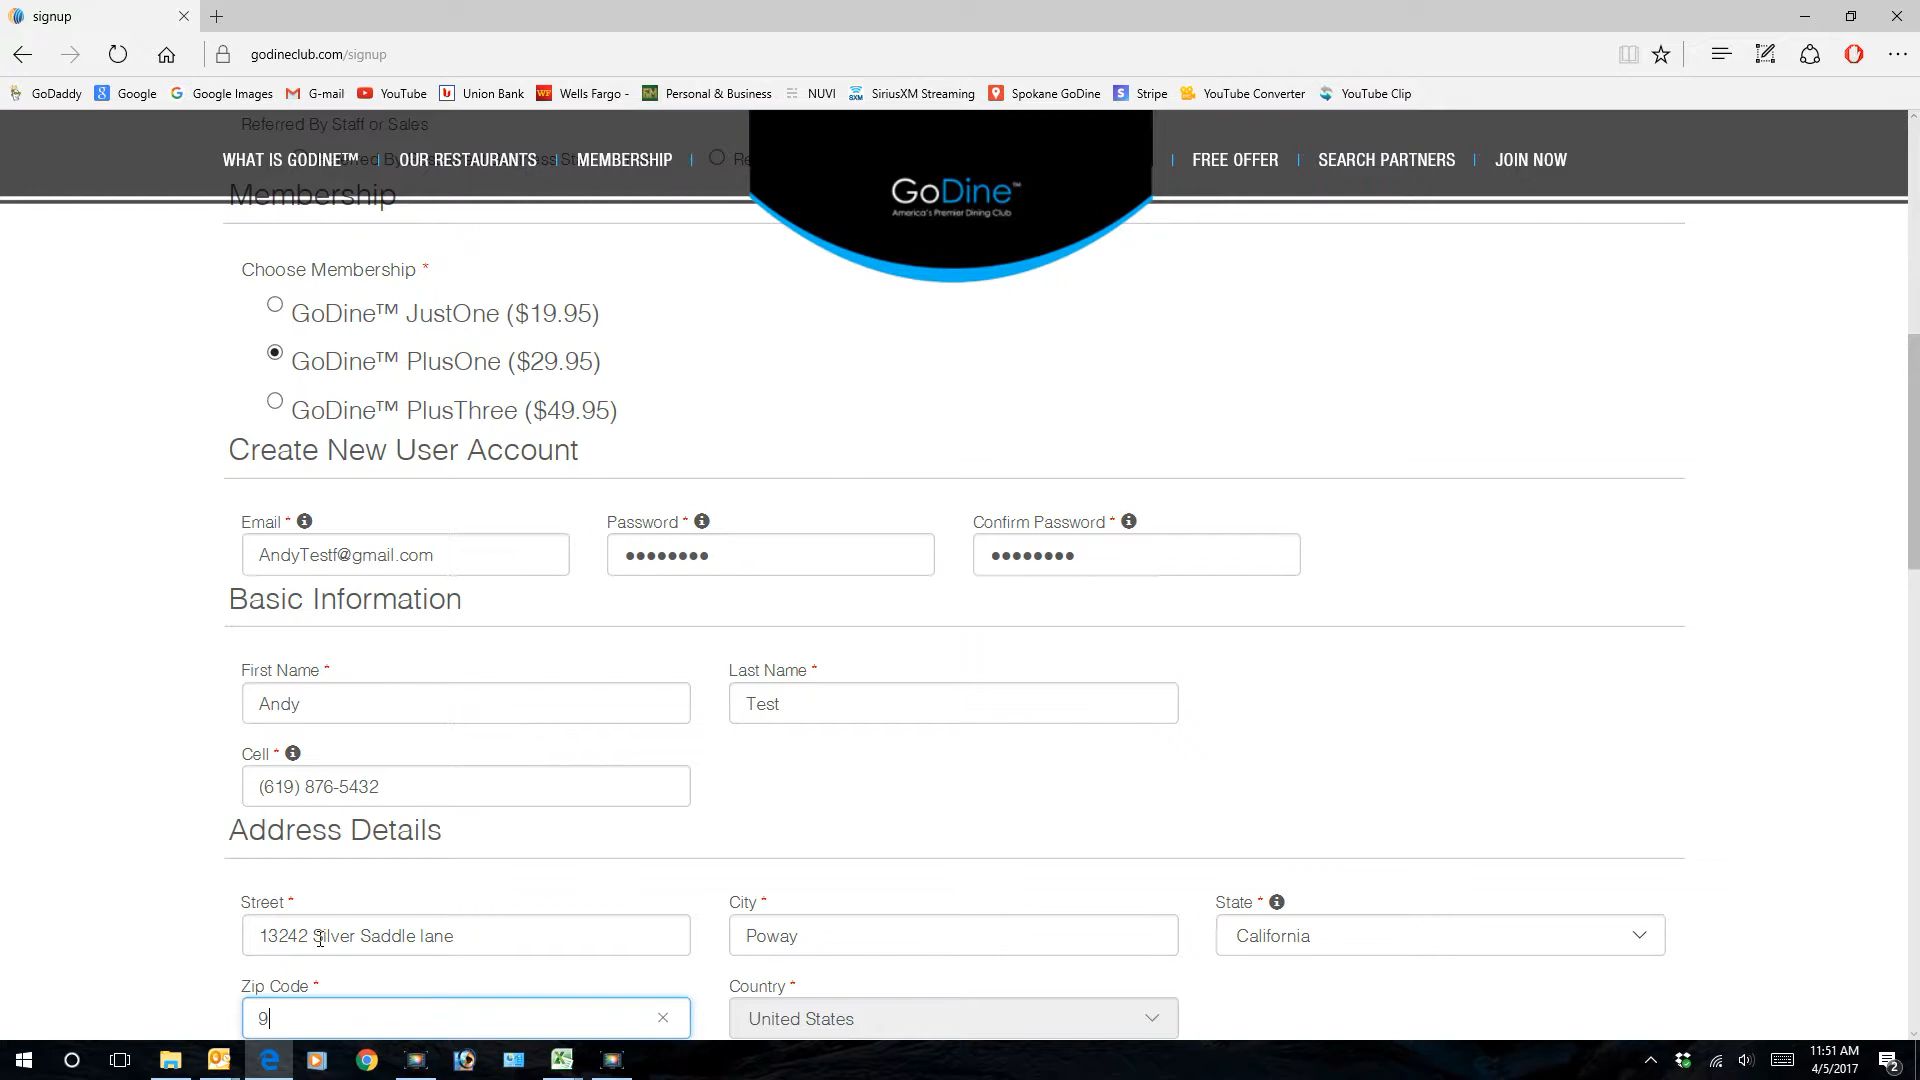 signup
godineclub.com/signup
GoDaddy Google Google Images G-mail YouTube Union Bank Wells Fargo - Personal & Business NUVI SiriusXM Streaming Spokane GoDine Stripe YouTube Converter YouTube Clip
Referred By Staff or Sales
WHAT IS GODINE™ OUR RESTAURANTS MEMBERSHIP FREE OFFER SEARCH PARTNERS JOIN NOW
GoDine™
America's Premier Dining Club
Membership
Choose Membership *
GoDine™ JustOne ($19.95)
GoDine™ PlusOne ($29.95)
GoDine™ PlusThree ($49.95)
Create New User Account
Email * Password * Confirm Password *
AndyTestf@gmail.com •••••••• ••••••••
Basic Information
First Name * Last Name *
Andy Test
Cell *
(619) 876-5432
Address Details
Street * City * State *
13242 Silver Saddle lane Poway California
Zip Code * Country *
9 United States
11:51 AM
4/5/2017
2